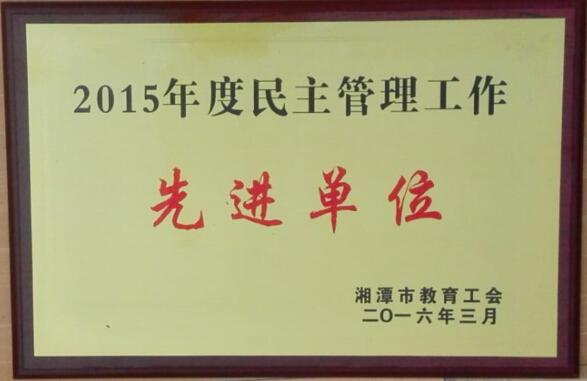 2015年度民主管理工作
先进单位
湘潭市教育工会
二〇一六年三月